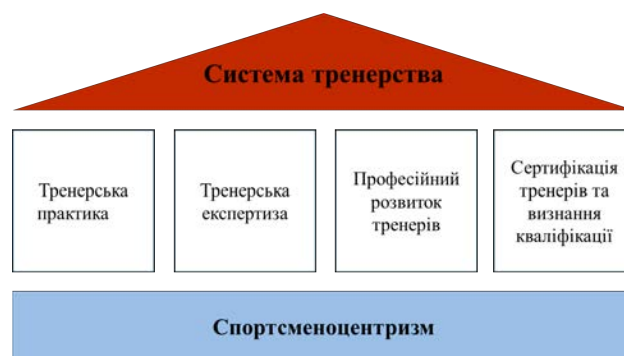 Система тренерства
Тренерська
практика
Тренерська
експертиза
Професійний
розвиток
тренерів
Сертифікація
тренерів та
визнання
кваліфікації
Спортсменоцентризм